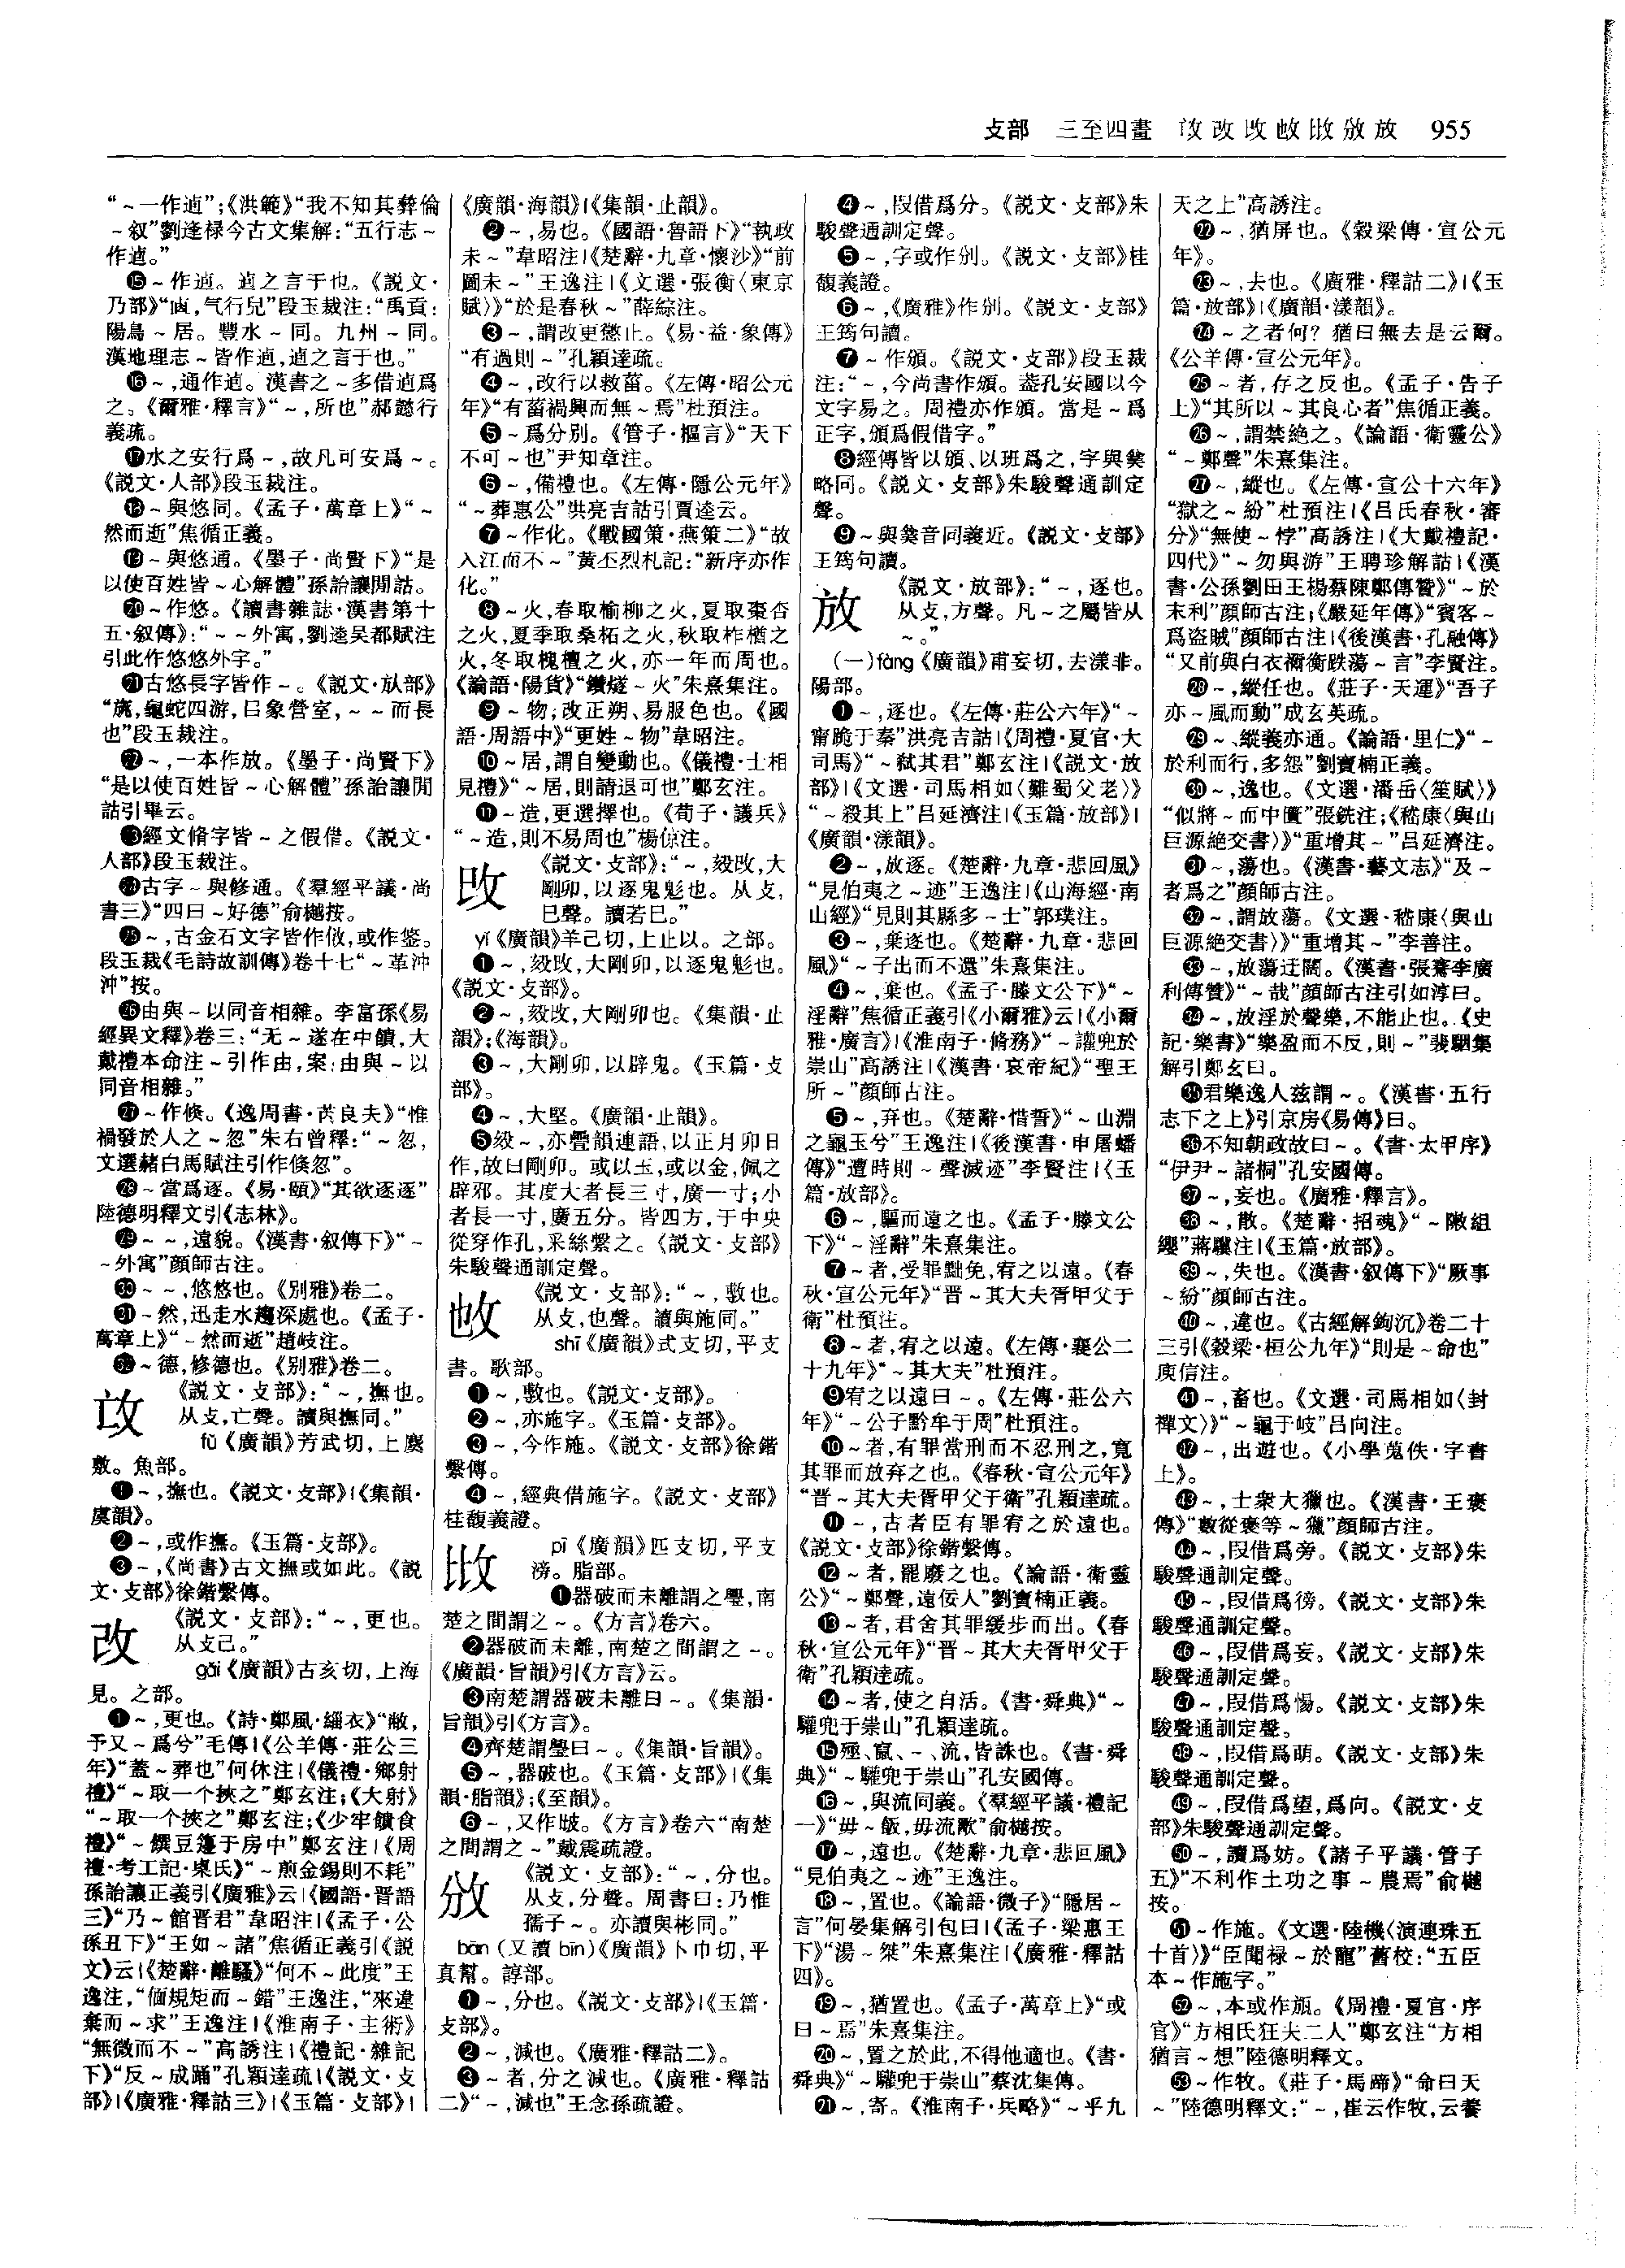 攴部　三至四畫　㚢改攺㪃㩺攽放　955
“～一作逌”;《洪範》“我不知其彝倫
～叙”劉逢禄今古文集解:“五行志～
作逌。”
⓯～作逌。逌之言于也。《説文·
乃部》“逌,气行皃”段玉裁注:“禹貢:
陽鳥～居。豐水～同。九州～同。
漢地理志～皆作逌,逌之言于也。”
⓰～,通作逌。漢書之～多借逌爲
之。《爾雅·釋言》“～,所也”郝懿行
義疏。
⓱水之安行爲～,故凡可安爲～。
《説文·人部》段玉裁注。
⓲～與悠同。《孟子·萬章上》“～
然而逝”焦循正義。
⓳～與悠通。《墨子·尚賢下》“是
以使百姓皆～心解體”孫詒讓閒詁。
⓴～作悠。《讀書雜誌·漢書第十
五·叙傳》:“～～外寓,劉逵吴都賦注
引此作悠悠外字。”
㉑古悠長字皆作～。《説文·㫃部》
“旐,龜蛇四游,㠯象營室,～～而長
也”段玉裁注。
㉒～,一本作放。《墨子·尚賢下》
“是以使百姓皆～心解體”孫詒讓閒
詁引畢云。
㉓經文脩字皆～之假借。《説文·
人部》段玉裁注。
㉔古字～與修通。《羣經平議·尚
書三》“四曰～好德”俞樾按。
㉕～,古金石文字皆作攸,或作鋚。
段玉裁《毛詩故訓傳》卷十七“～革沖
沖”按。
㉖由與～以同音相雜。李富孫《易
經異文釋》卷三:“无～遂在中饋,大
戴禮本命注～引作由,案:由與～以
同音相雜。”
㉗～作倏。《逸周書·芮良夫》“惟
禍發於人之～忽”朱右曾釋:“～忽,
文選赭白馬賦注引作倏忽”。
㉘～當爲逐。《易·頤》“其欲逐逐”
陸德明釋文引《志林》。
㉙～～,遠貌。《漢書·叙傳下》“～
～外寓”顔師古注。
㉚～～,悠悠也。《别雅》卷二。
㉛～然,迅走水趨深處也。《孟子·
萬章上》“～然而逝”趙岐注。
㉜～德,修德也。《别雅》卷二。
《説文·攴部》:“～,撫也。
从攴,亡聲。讀與撫同。”
fǔ《廣韻》芳武切,上麌
敷。魚部。
❶～,撫也。《説文·攴部》|《集韻·
麌韻》。
❷～,或作撫。《玉篇·攴部》。
❸～,《尚書》古文撫或如此。《説
文·攴部》徐鍇繫傳。
改
《説文·攴部》:“～,更也。
从攴己。”
gǎi《廣韻》古亥切,上海
見。之部。
❶～,更也。《詩·鄭風·緇衣》“敝,
予又～爲兮”毛傳|《公羊傳·莊公三
年》“蓋～葬也”何休注|《儀禮·鄉射
禮》“～取一个挾之”鄭玄注;《大射》
“～取一个挾之”鄭玄注;《少牢饋食
禮》“～饌豆籩于房中”鄭玄注|《周
禮·考工記·㮚氏》“～煎金錫則不耗”
孫詒讓正義引《廣雅》云|《國語·晋語
三》“乃～館晋君”韋昭注|《孟子·公
孫丑下》“王如～諸”焦循正義引《説
文》云|《楚辭·離騷》“何不～此度”王
逸注,“偭規矩而～錯”王逸注,“來違
棄而～求”王逸注|《淮南子·主術》
“無微而不～”高誘注|《禮記·雜記
下》“反～成踊”孔穎達疏|《説文·攴
部》|《廣雅·釋詁三》|《玉篇·攴部》|
《廣韻·海韻》|《集韻·止韻》。
❷～,易也。《國語·魯語下》“執政
未～”韋昭注|《楚辭·九章·懷沙》“前
圖未～”王逸注|《文選·張衡〈東京
賦〉》“於是春秋～”薛綜注。
❸～,謂改更懲止。《易·益·象傳》
“有過則～”孔穎達疏。
❹～,改行以救菑。《左傳·昭公元
年》“有菑禍興而無～焉”杜預注。
❺～爲分别。《管子·樞言》“天下
不可～也”尹知章注。
❻～,備禮也。《左傳·隱公元年》
“～葬惠公”洪亮吉詁引賈逵云。
❼～作化。《戰國策·燕策二》“故
入江而不～”黄丕烈札記:“新序亦作
化。”
❽～火,春取榆柳之火,夏取棗杏
之火,夏季取桑柘之火,秋取柞楢之
火,冬取槐檀之火,亦一年而周也。
《論語·陽貨》“鑽燧～火”朱熹集注。
❾～物;改正朔、易服色也。《國
語·周語中》“更姓～物”韋昭注。
❿～居,謂自變動也。《儀禮·士相
見禮》“～居,則請退可也”鄭玄注。
⓫～造,更選擇也。《荀子·議兵》
“～造,則不易周也”楊倞注。
攺
《説文·攴部》:“～,㱾攺,大
剛卯,以逐鬼鬽也。从攴,
巳聲。讀若巳。”
yǐ《廣韻》羊己切,上止以。之部。
❶～,㱾攺,大剛卯,以逐鬼鬽也。
《説文·攴部》。
❷～,㱾攺,大剛卯也。《集韻·止
韻》;《海韻》。
❸～,大剛卯,以辟鬼。《玉篇·攴
部》。
❹～,大堅。《廣韻·止韻》。
❺㱾～,亦疊韻連語,以正月卯日
作,故曰剛卯。或以玉,或以金,佩之
辟邪。其度大者長三寸,廣一寸;小
者長一寸,廣五分。皆四方,于中央
從穿作孔,采絲繫之。《説文·攴部》
朱駿聲通訓定聲。
《説文·攴部》:“～,敷也。
从攴,也聲。讀與施同。”
shī《廣韻》式支切,平支
書。歌部。
❶～,敷也。《説文·攴部》。
❷～,亦施字。《玉篇·攴部》。
❸～,今作施。《説文·攴部》徐鍇
繫傳。
❹～,經典借施字。《説文·攴部》
桂馥義證。
pī《廣韻》匹支切,平支
滂。脂部。
❶器破而未離謂之璺,南
楚之間謂之～。《方言》卷六。
❷器破而未離,南楚之間謂之～。
《廣韻·旨韻》引《方言》云。
❸南楚謂器破未離曰～。《集韻·
旨韻》引《方言》。
❹齊楚謂璺曰～。《集韻·旨韻》。
❺～,器破也。《玉篇·攴部》|《集
韻·脂韻》;《至韻》。
❻～,又作㱟。《方言》卷六“南楚
之間謂之～”戴震疏證。
攽
《説文·攴部》:“～,分也。
从攴,分聲。周書曰:乃惟
孺子～。亦讀與彬同。”
bān (又讀 bīn)《廣韻》卜巾切,平
真幫。諄部。
❶～,分也。《説文·攴部》|《玉篇·
攴部》。
❷～,減也。《廣雅·釋詁二》。
❸～者,分之減也。《廣雅·釋詁
二》“～,減也”王念孫疏證。
❹～,叚借爲分。《説文·攴部》朱
駿聲通訓定聲。
❺～,字或作㓜。《説文·攴部》桂
馥義證。
❻～,《廣雅》作别。《説文·攴部》
王筠句讀。
❼～作頒。《説文·攴部》段玉裁
注:“～,今尚書作頒。葢孔安國以今
文字易之。周禮亦作頒。當是～爲
正字,頒爲假借字。”
❽經傳皆以頒、以班爲之,字與㸞
略同。《説文·攴部》朱駿聲通訓定
聲。
❾～與㸞音同義近。《説文·攴部》
王筠句讀。
放
《説文·放部》:“～,逐也。
从攴,方聲。凡～之屬皆从
～。”
(一)fàng《廣韻》甫妄切,去漾非。
陽部。
❶～,逐也。《左傳·莊公六年》“～
甯跪于秦”洪亮吉詁|《周禮·夏官·大
司馬》“～弑其君”鄭玄注|《説文·放
部》|《文選·司馬相如〈難蜀父老〉》
“～殺其上”吕延濟注|《玉篇·放部》|
《廣韻·漾韻》。
❷～,放逐。《楚辭·九章·悲回風》
“見伯夷之～迹”王逸注|《山海經·南
山經》“見則其縣多～士”郭璞注。
❸～,棄逐也。《楚辭·九章·悲回
風》“～子出而不還”朱熹集注。
❹～,棄也。《孟子·滕文公下》“～
淫辭”焦循正義引《小爾雅》云|《小爾
雅·廣言》|《淮南子·脩務》“～讙兜於
崇山”高誘注|《漢書·哀帝紀》“聖王
所～”顔師古注。
❺～,弃也。《楚辭·惜誓》“～山淵
之龜玉兮”王逸注|《後漢書·申屠蟠
傳》“遭時則～聲滅迹”李賢注|《玉
篇·放部》。
❻～,驅而遠之也。《孟子·滕文公
下》“～淫辭”朱熹集注。
❼～者,受罪黜免,宥之以遠。《春
秋·宣公元年》“晉～其大夫胥甲父于
衛”杜預注。
❽～者,宥之以遠。《左傳·襄公二
十九年》“～其大夫”杜預注。
❾宥之以遠曰～。《左傳·莊公六
年》“～公子黔牟于周”杜預注。
❿～者,有罪當刑而不忍刑之,寬
其罪而放弃之也。《春秋·宣公元年》
“晉～其大夫胥甲父于衛”孔穎達疏。
⓫～,古者臣有罪宥之於遠也。
《説文·攴部》徐鍇繫傳。
⓬～者,罷廢之也。《論語·衛靈
公》“～鄭聲,遠佞人”劉寶楠正義。
⓭～者,君舍其罪緩步而出。《春
秋·宣公元年》“晉～其大夫胥甲父于
衛”孔穎達疏。
⓮～者,使之自活。《書·舜典》“～
驩兜于崇山”孔穎達疏。
⓯殛、竄、～、流,皆誅也。《書·舜
典》“～驩兜于崇山”孔安國傳。
⓰～,與流同義。《羣經平議·禮記
一》“毋～飯,毋流歠”俞樾按。
⓱～,遠也。《楚辭·九章·悲回風》
“見伯夷之～迹”王逸注。
⓲～,置也。《論語·微子》“隱居～
言”何晏集解引包曰|《孟子·梁惠王
下》“湯～桀”朱熹集注|《廣雅·釋詁
四》。
⓳～,猶置也。《孟子·萬章上》“或
曰～焉”朱熹集注。
⓴～,置之於此,不得他適也。《書·
舜典》“～驩兜于崇山”蔡沈集傳。
㉑～,寄。《淮南子·兵略》“～乎九
天之上”高誘注。
㉒～,猶屏也。《穀梁傳·宣公元
年》。
㉓～,去也。《廣雅·釋詁二》|《玉
篇·放部》|《廣韻·漾韻》。
㉔～之者何?猶曰無去是云爾。
《公羊傳·宣公元年》。
㉕～者,存之反也。《孟子·告子
上》“其所以～其良心者”焦循正義。
㉖～,謂禁絶之。《論語·衛靈公》
“～鄭聲”朱熹集注。
㉗～,縱也。《左傳·宣公十六年》
“獄之～紛”杜預注|《吕氏春秋·審
分》“無使～悖”高誘注|《大戴禮記·
四代》“～勿與游”王聘珍解詁|《漢
書·公孫劉田王楊蔡陳鄭傳贊》“～於
末利”顔師古注;《嚴延年傳》“賓客～
爲盜賊”顔師古注|《後漢書·孔融傳》
“又前與白衣禰衡跌蕩～言”李賢注。
㉘～,縱任也。《莊子·天運》“吾子
亦～風而動”成玄英疏。
㉙～、縱義亦通。《論語·里仁》“～
於利而行,多怨”劉寶楠正義。
㉚～,逸也。《文選·潘岳〈笙賦〉》
“似將～而中匱”張銑注;《嵇康〈與山
巨源絶交書〉》“重增其～”吕延濟注。
㉛～,蕩也。《漢書·藝文志》“及～
者爲之”顔師古注。
㉜～,謂放蕩。《文選·嵇康〈與山
巨源絶交書〉》“重增其～”李善注。
㉝～,放蕩迂闊。《漢書·張騫李廣
利傳贊》“～哉”顔師古注引如淳曰。
㉞～,放淫於聲樂,不能止也。《史
記·樂書》“樂盈而不反,則～”裴駰集
解引鄭玄曰。
㉟君樂逸人兹謂～。《漢書·五行
志下之上》引京房《易傳》曰。
㊱不知朝政故曰～。《書·太甲序》
“伊尹～諸桐”孔安國傳。
㊲～,妄也。《廣雅·釋言》。
㊳～,散。《楚辭·招魂》“～敶組
纓”蔣驥注|《玉篇·放部》。
㊴～,失也。《漢書·叙傳下》“厥事
～紛”顔師古注。
㊵～,違也。《古經解鉤沉》卷二十
三引《穀梁·桓公九年》“則是～命也”
庾信注。
㊶～,畜也。《文選·司馬相如〈封
禪文〉》“～龜于岐”吕向注。
㊷～,出遊也。《小學蒐佚·字書
上》。
㊸～,士衆大獵也。《漢書·王褒
傳》“數從褒等～獵”顔師古注。
㊹～,叚借爲旁。《説文·攴部》朱
駿聲通訓定聲。
㊺～,叚借爲徬。《説文·攴部》朱
駿聲通訓定聲。
㊻～,叚借爲妄。《説文·攴部》朱
駿聲通訓定聲。
㊼～,叚借爲惕。《説文·攴部》朱
駿聲通訓定聲。
㊽～,叚借爲萌。《説文·攴部》朱
駿聲通訓定聲。
㊾～,叚借爲望,爲向。《説文·攴
部》朱駿聲通訓定聲。
㊿～,讀爲妨。《諸子平議·管子
五》“不利作土功之事～農焉”俞樾
按。
51～作施。《文選·陸機〈演連珠五
十首〉》“臣聞禄～於寵”舊校:“五臣
本～作施字。”
52～,本或作㫄。《周禮·夏官·序
官》“方相氏狂夫二人”鄭玄注“方相
猶言～想”陸德明釋文。
53～作牧。《莊子·馬蹄》“命曰天
～”陸德明釋文:“～,崔云作牧,云養